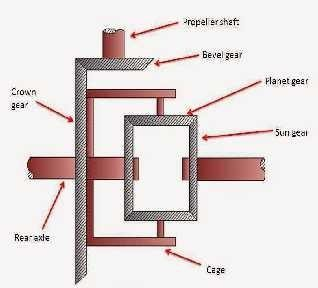 Propeller shaft
Bevel gear
Planet gear
Crown
gear
Sun gear
Rear axle
Cage